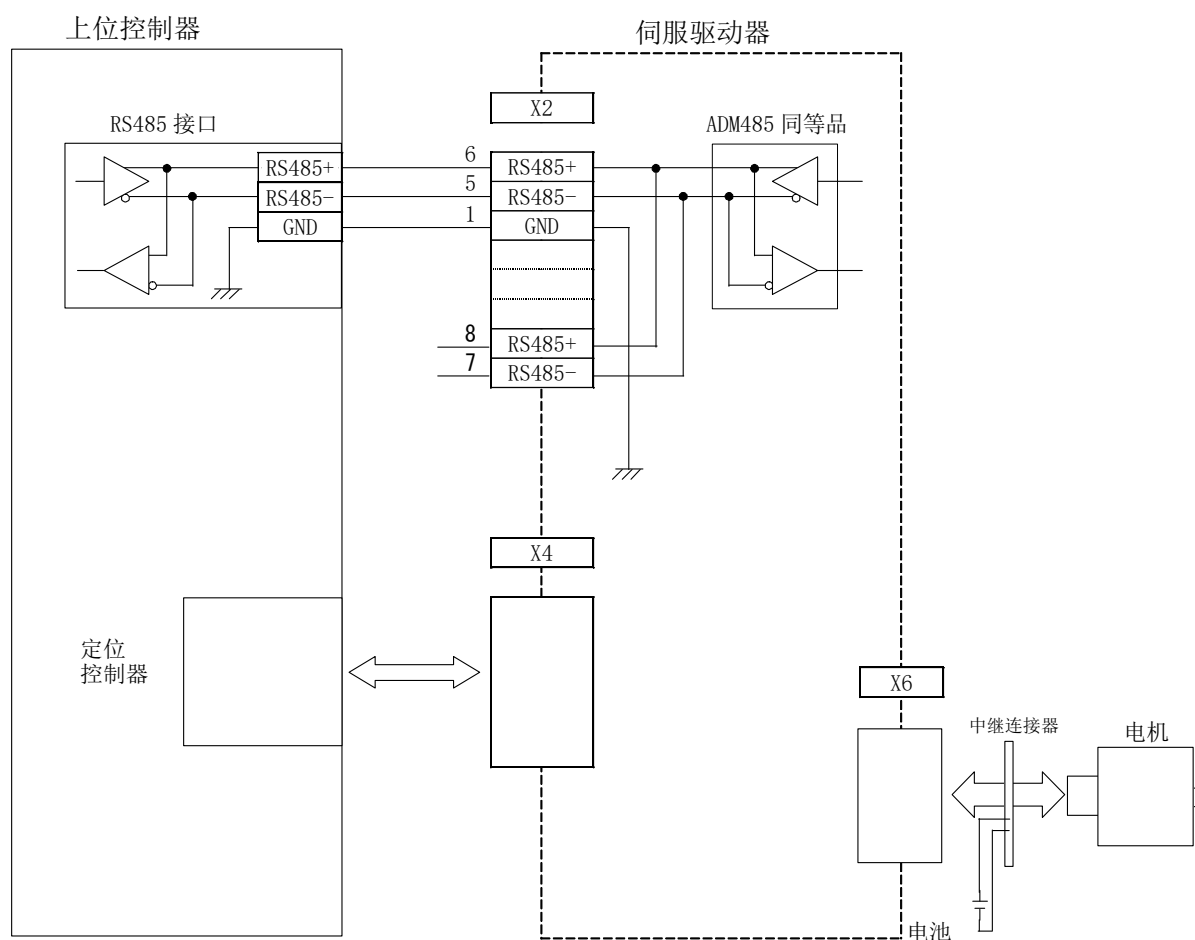 上位控制器
伺服驱动器
X2
RS485 接口
ADM485 同等品
RS485+
6
RS485+
RS485-
5
RS485-
GND
1
GND
8
RS485+
7
RS485-
X4
定位
控制器
X6
中继连接器
电机
电池